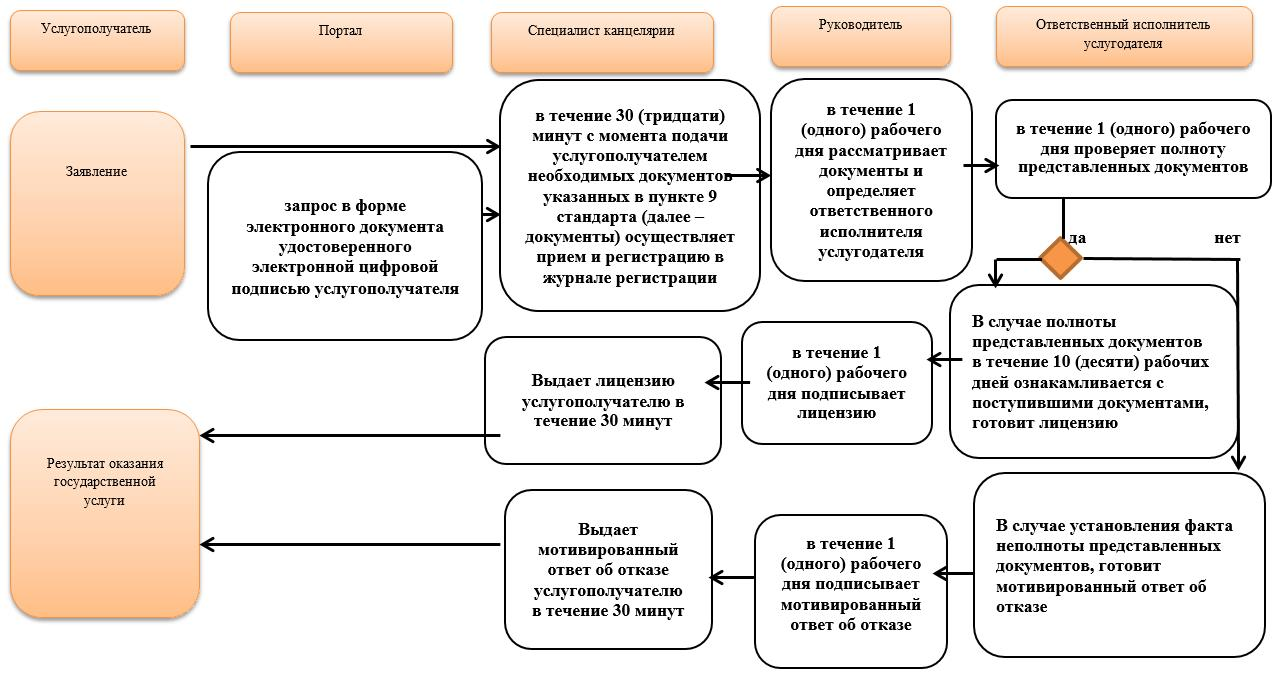 Услугополучатель
Портал
Специалист канцелярии
Руководитель
Ответственный исполнитель
услугодателя
Заявление
запрос в форме
электронного документа
удостоверенного
электронной цифровой
подписью услугополучателя
в течение 30 (тридцати)
минут с момента подачи
услугополучателем
необходимых документов
указанных в пункте 9
стандарта (далее –
документы) осуществляет
прием и регистрацию в
журнале регистрации
в течение 1
(одного) рабочего
дня рассматривает
документы и
определяет
ответственного
исполнителя
услугодателя
в течение 1 (одного) рабочего
дня проверяет полноту
представленных документов
да
нет
В случае полноты
представленных документов
в течение 10 (десяти) рабочих
дней ознакамливается с
поступившими документами,
готовит лицензию
в течение 1
(одного) рабочего
дня подписывает
лицензию
Выдает лицензию
услугополучателю в
течение 30 минут
Результат оказания
государственной
услуги
В случае установления факта
неполноты представленных
документов, готовит
мотивированный ответ об
отказе
в течение 1
(одного) рабочего
дня подписывает
мотивированный
ответ об отказе
Выдает
мотивированный
ответ об отказе
услугополучателю
в течение 30 минут